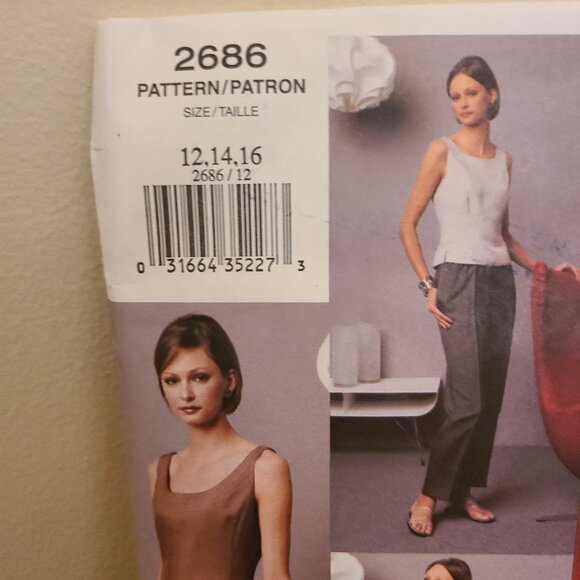 2686
PATTERN/PATRON
SIZE/TAILLE
12,14,16
2686/12
0 31664 35227 3